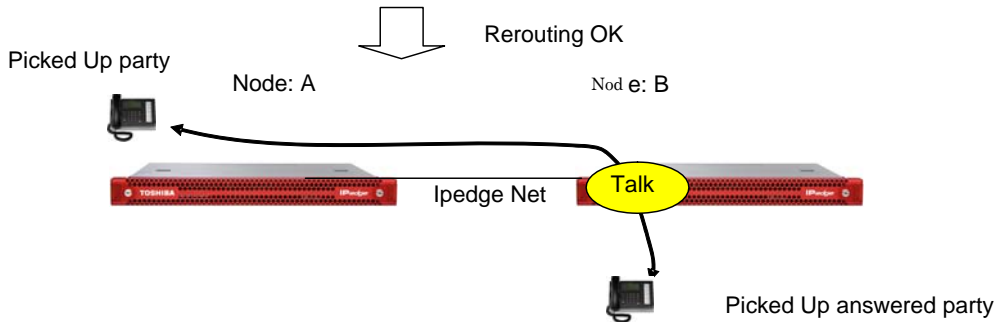 Rerouting OK
Picked Up party
Node: A
Nod e: B
TOSHIBA
IPedge
Ipedge Net
Talk
IPedge
Picked Up answered party